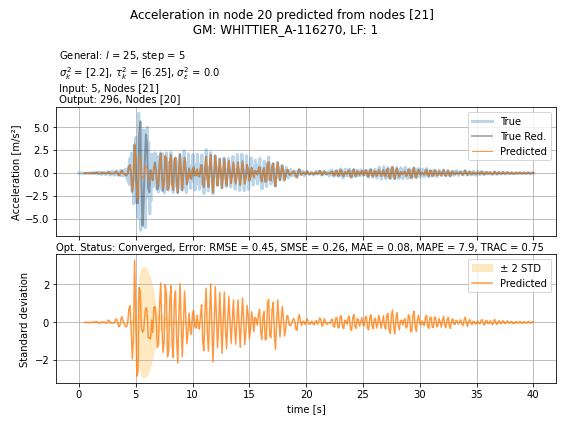 Acceleration in node 20 predicted from nodes [21]
GM: WHITTIER_A-116270, LF: 1
General: l = 25, step = 5
σ²ₖ = [2.2], τ²ₖ = [6.25], σ²ε = 0.0
Input: 5, Nodes [21]
Output: 296, Nodes [20]
Acceleration [m/s²]
5.0
2.5
0.0
−2.5
−5.0
True
True Red.
Predicted
Opt. Status: Converged, Error: RMSE = 0.45, SMSE = 0.26, MAE = 0.08, MAPE = 7.9, TRAC = 0.75
Standard deviation
2
0
−2
± 2 STD
Predicted
0 5 10 15 20 25 30 35 40
time [s]